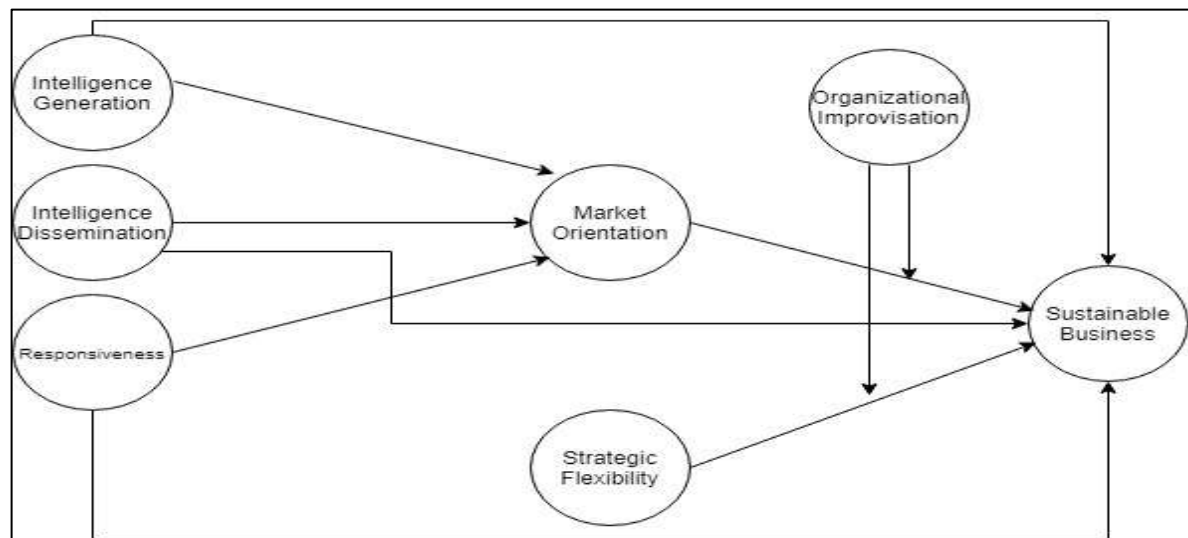 Intelligence
Generation
Organizational
Improvisation
Intelligence
Dissemination
Market
Orientation
Sustainable
Business
Responsiveness
Strategic
Flexibility